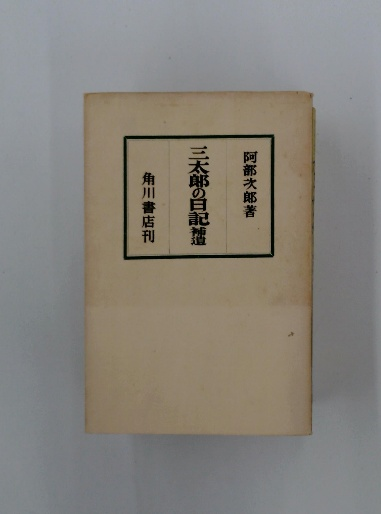 阿部次郎著
三太郎の日記 補遺
角川書店刊